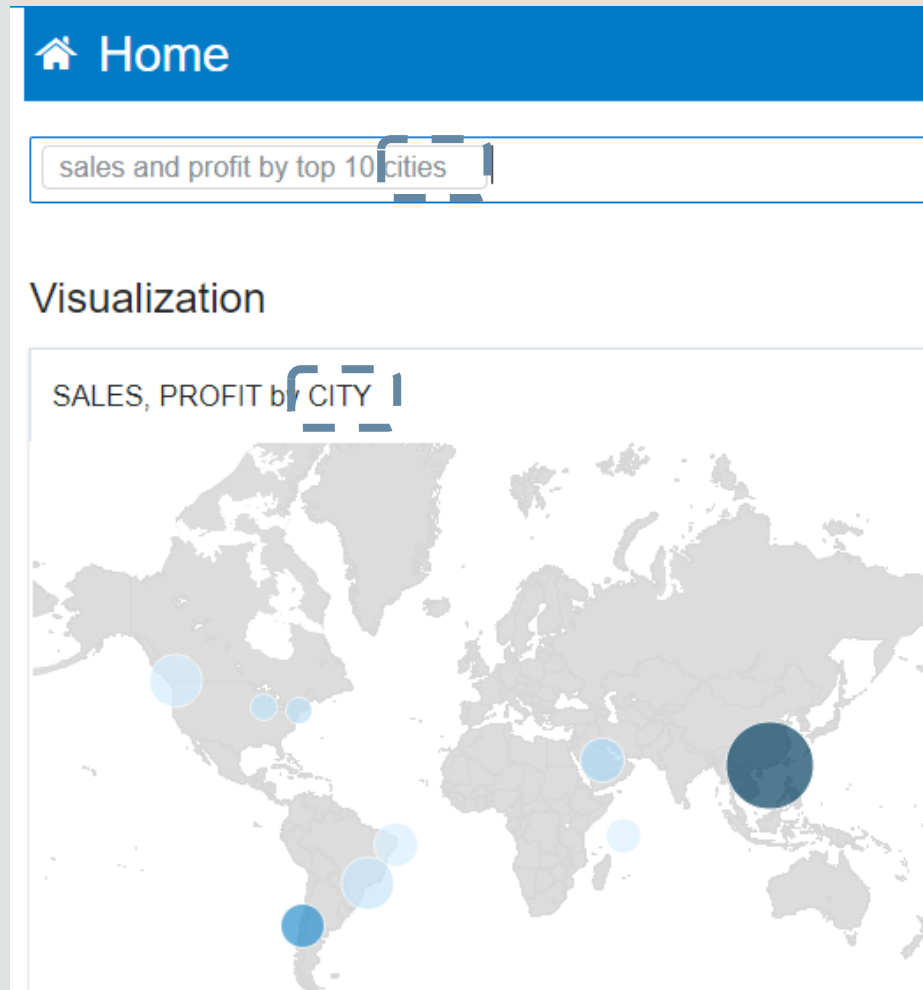 Home
sales and profit by top 10 cities
Visualization
SALES, PROFIT by CITY